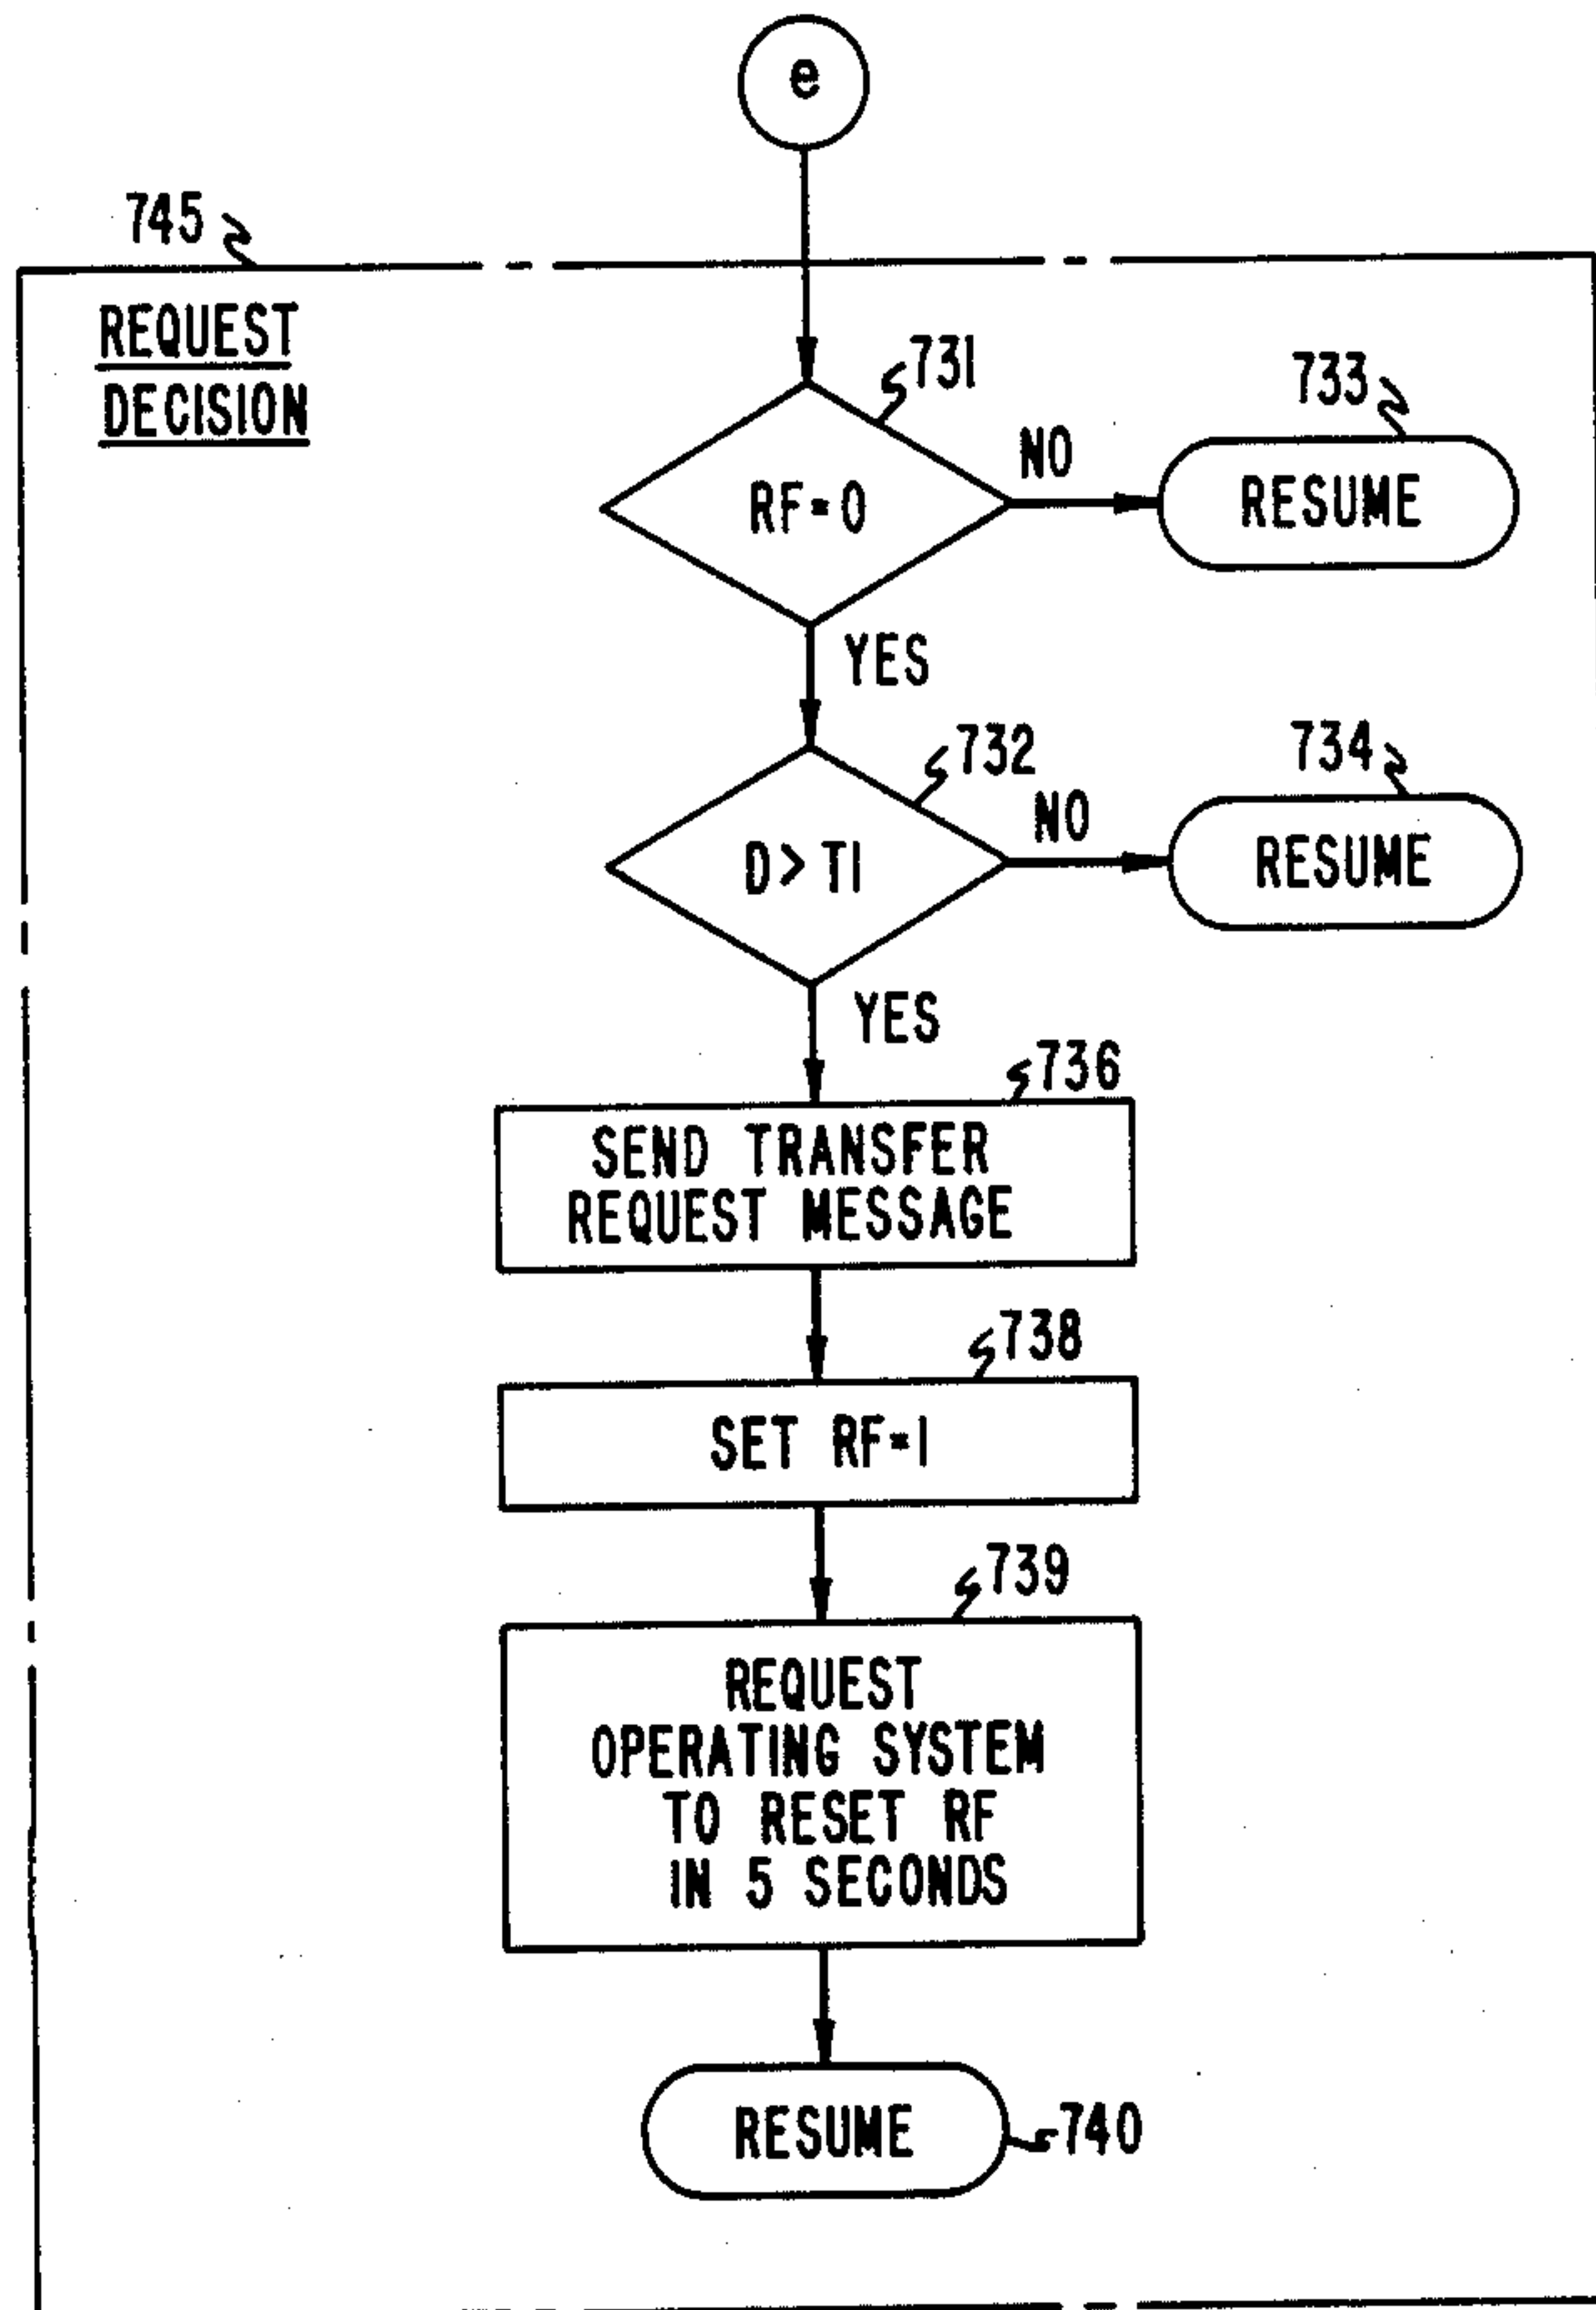 e
745
REQUEST
DECISION
731
RF=0
NO
733
RESUME
YES
732
D>T1
NO
734
RESUME
YES
736
SEND TRANSFER
REQUEST MESSAGE
738
SET RF=1
739
REQUEST
OPERATING SYSTEM
TO RESET RF
IN 5 SECONDS
RESUME
740